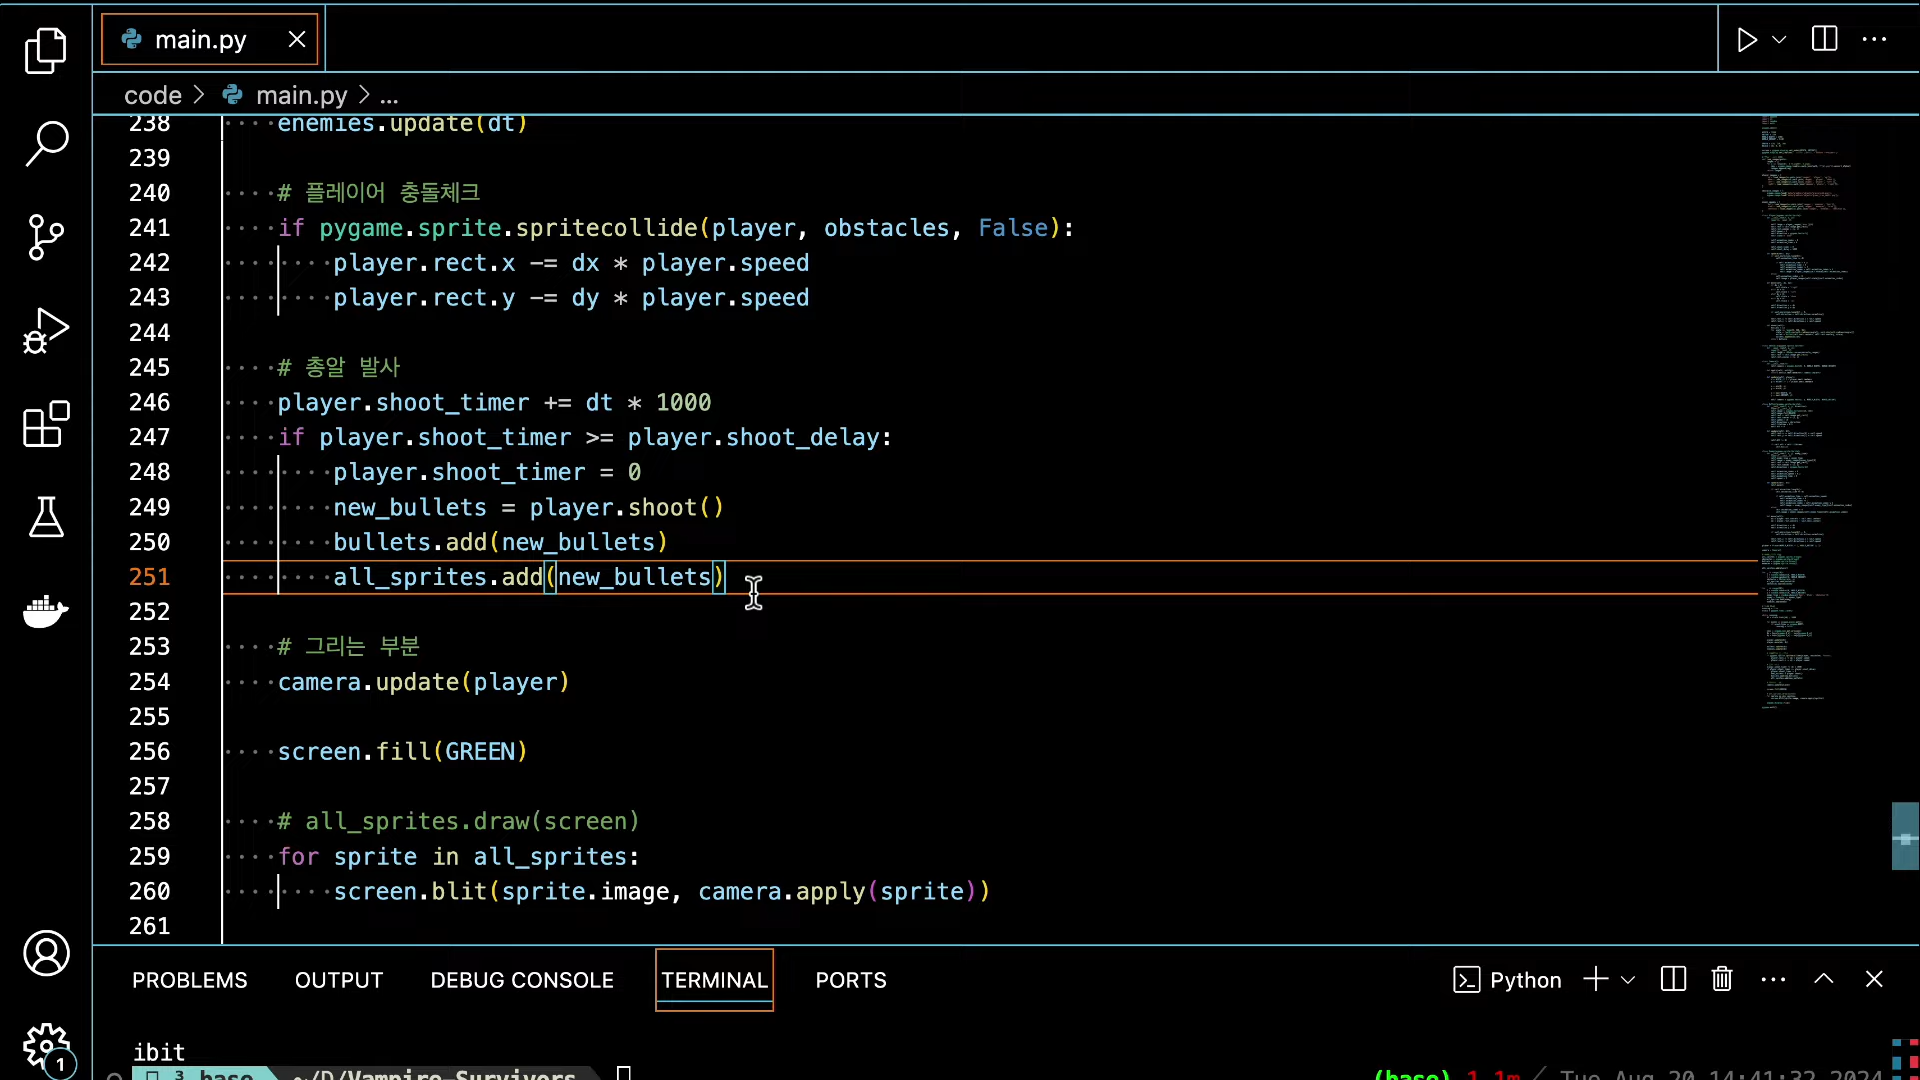 main.py
code > main.py > ...
238 enemies.update(dt)
239
240 # 플레이어 충돌체크
241 if pygame.sprite.spritecollide(player, obstacles, False):
242 player.rect.x -= dx * player.speed
243 player.rect.y -= dy * player.speed
244
245 # 총알 발사
246 player.shoot_timer += dt * 1000
247 if player.shoot_timer >= player.shoot_delay:
248 player.shoot_timer = 0
249 new_bullets = player.shoot()
250 bullets.add(new_bullets)
251 all_sprites.add(new_bullets)
252
253 # 그리는 부분
254 camera.update(player)
255
256 screen.fill(GREEN)
257
258 # all_sprites.draw(screen)
259 for sprite in all_sprites:
260 screen.blit(sprite.image, camera.apply(sprite))
261
PROBLEMS OUTPUT DEBUG CONSOLE TERMINAL PORTS Python
ibit
3 base ~/D/Vampire-Survivors (base) 1.1m / Tue Aug 20 14:41:32 2024
1